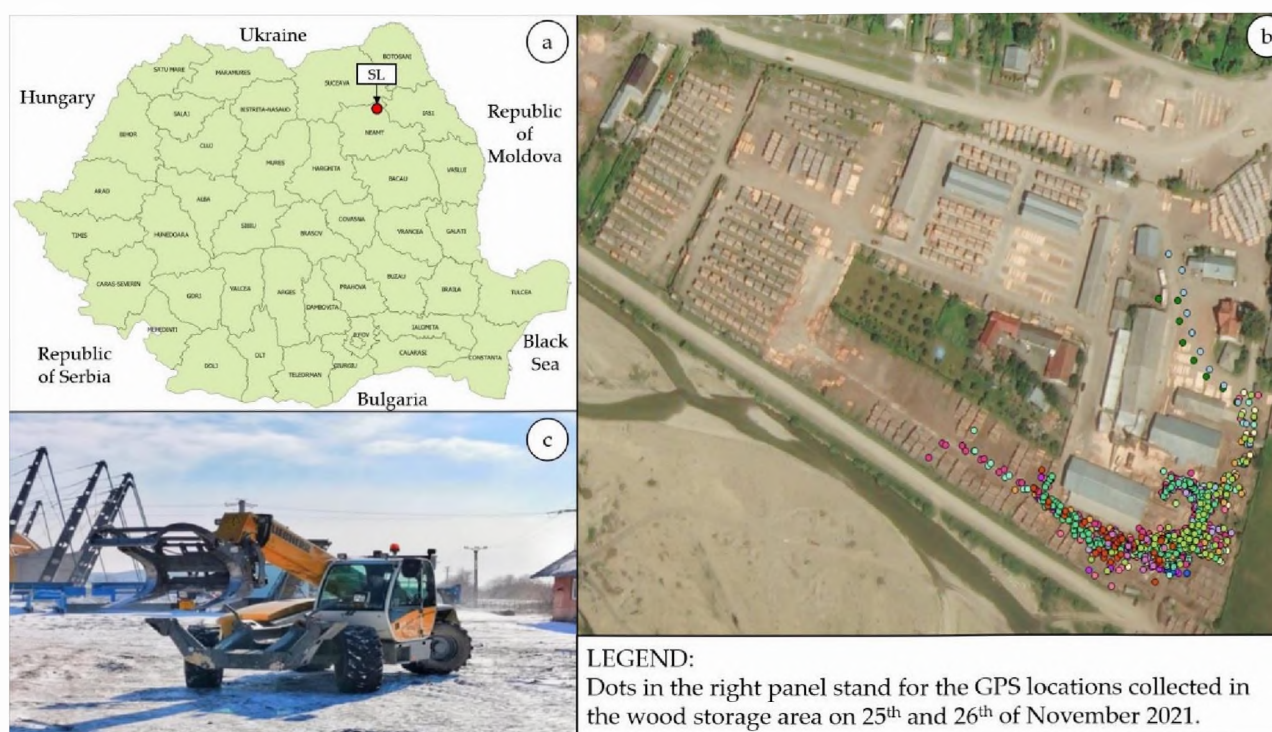 Ukraine
a
BOTOSANI
SATU MARE
MARAMURES
SUCEAVA
SL
Hungary
BISTRITA-NASAUD
IASI
SALAJ
Republic
of
Moldova
NEAMT
BIHOR
CLUJ
MURES
HARGHITA
BACAU
VASLUI
ARAD
ALBA
SIBIU
BRASOV
COVASNA
VRANCEA
GALATI
TIMIS
HUNEDOARA
CARAS-SEVERIN
GORJ
VALCEA
ARGES
PRAHOVA
BUZAU
BRAILA
TULCEA
DAMBOVITA
MEHEDINTI
ILFOV
IALOMITA
Black
Sea
Republic
of Serbia
DOLJ
OLT
TELEORMAN
GIURGIU
CALARASI
CONSTANTA
Bulgaria
b
c
LEGEND:
Dots in the right panel stand for the GPS locations collected in
the wood storage area on 25th and 26th of November 2021.